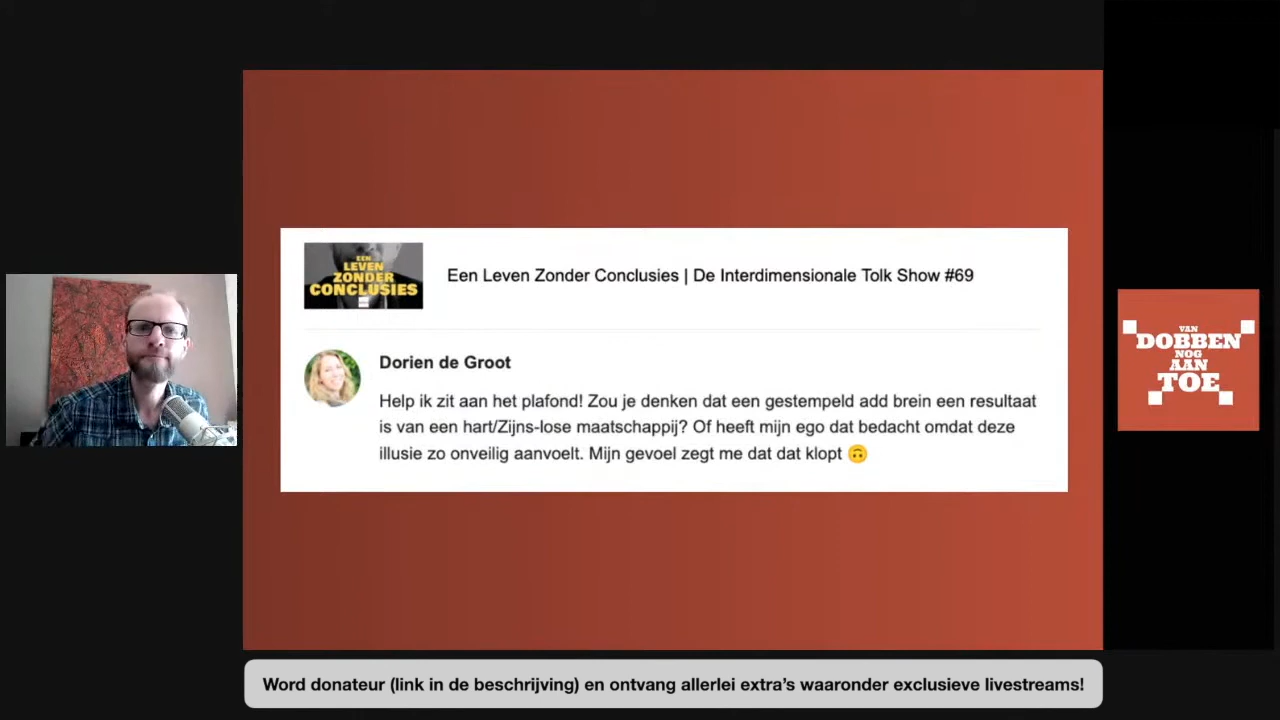 EEN
LEVEN
ZONDER
CONCLUSIES
Een Leven Zonder Conclusies | De Interdimensionale Tolk Show #69
Dorien de Groot
Help ik zit aan het plafond! Zou je denken dat een gestempeld add brein een resultaat
is van een hart/Zijns-lose maatschappij? Of heeft mijn ego dat bedacht omdat deze
illusie zo onveilig aanvoelt. Mijn gevoel zegt me dat dat klopt 🙃
VAN
DOBBEN
NOG
AAN
TOE
Word donateur (link in de beschrijving) en ontvang allerlei extra's waaronder exclusieve livestreams!